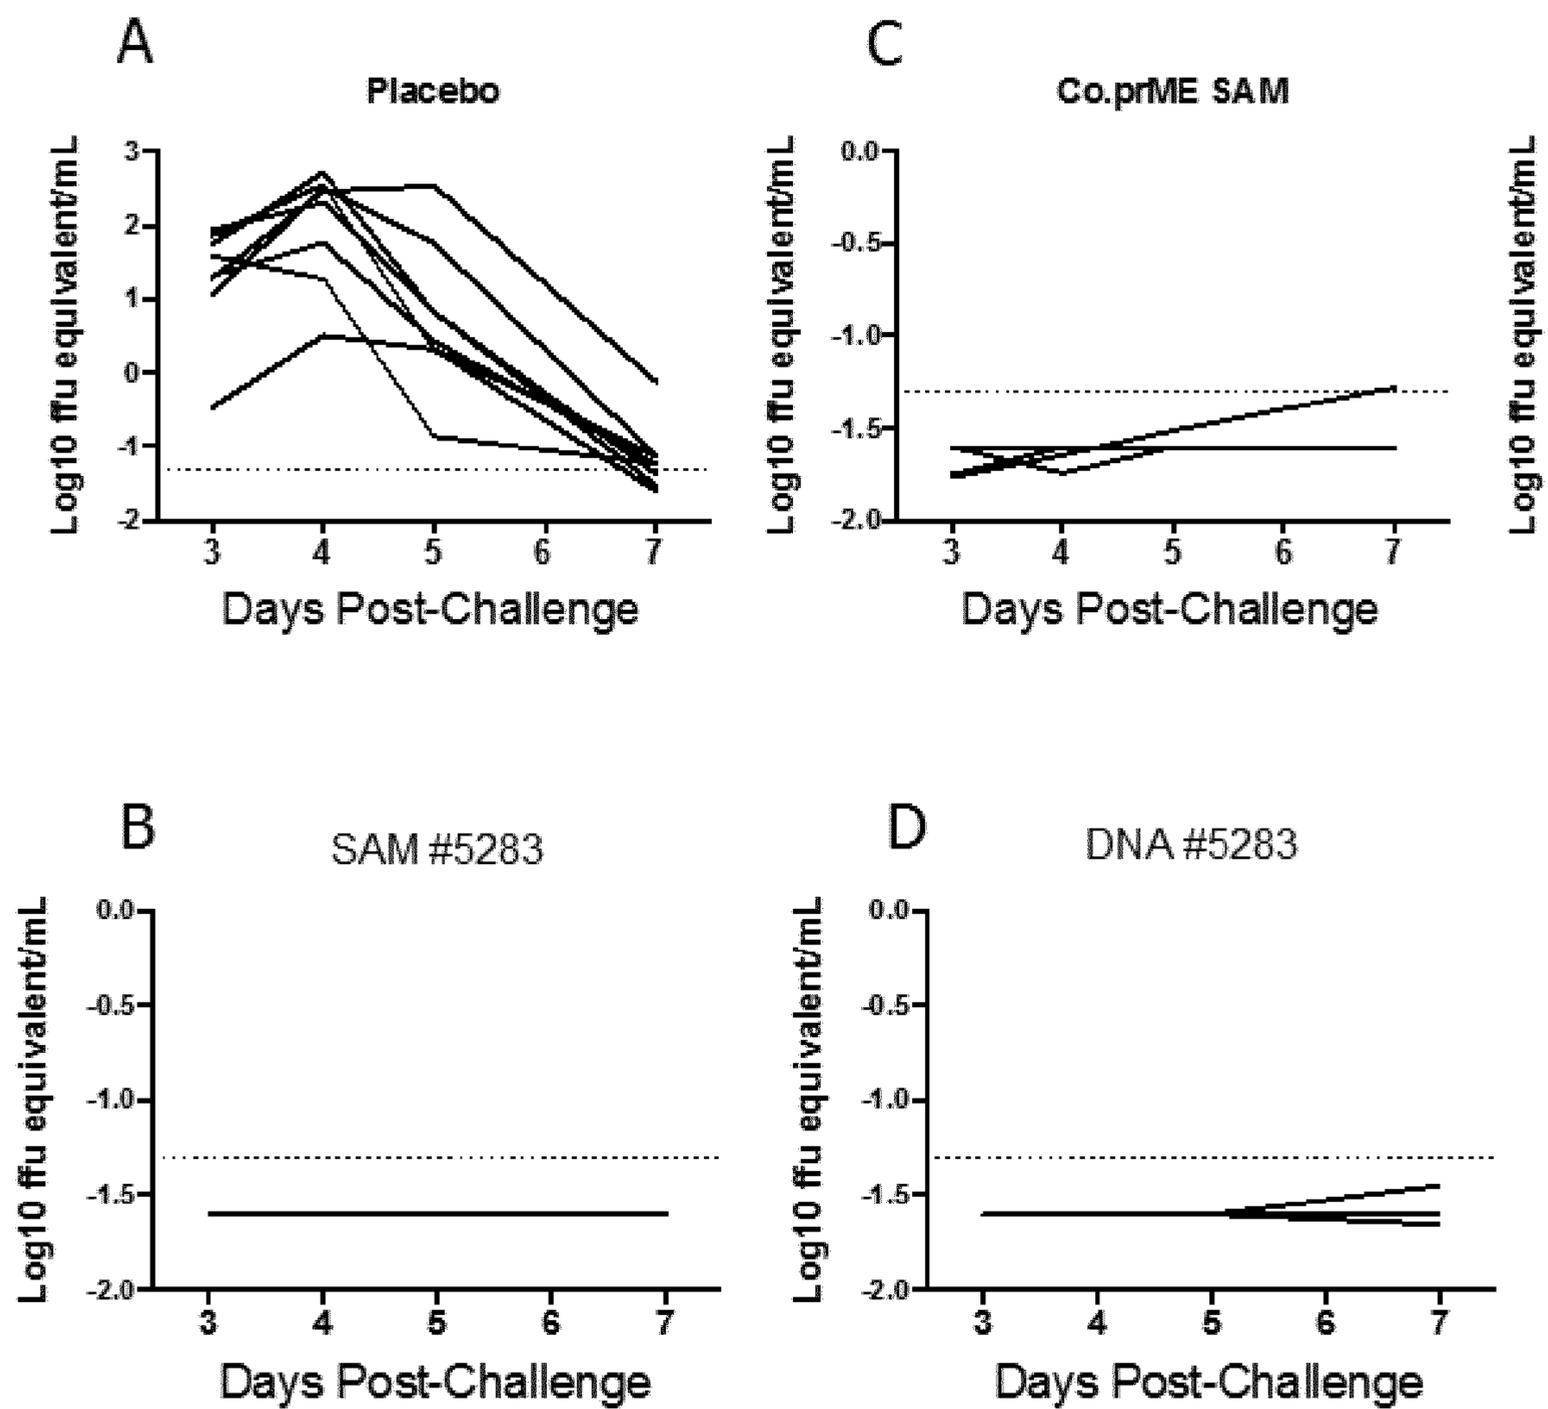 A
Placebo
Log10 ffu equivalent/mL
3
2
1
0
-1
-2
3 4 5 6 7
Days Post-Challenge
C
Co.prME SAM
Log10 ffu equivalent/mL
0.0
-0.5
-1.0
-1.5
-2.0
3 4 5 6 7
Days Post-Challenge
Log10 ffu equivalent/mL
B
SAM #5283
Log10 ffu equivalent/mL
0.0
-0.5
-1.0
-1.5
-2.0
3 4 5 6 7
Days Post-Challenge
D
DNA #5283
Log10 ffu equivalent/mL
0.0
-0.5
-1.0
-1.5
-2.0
3 4 5 6 7
Days Post-Challenge